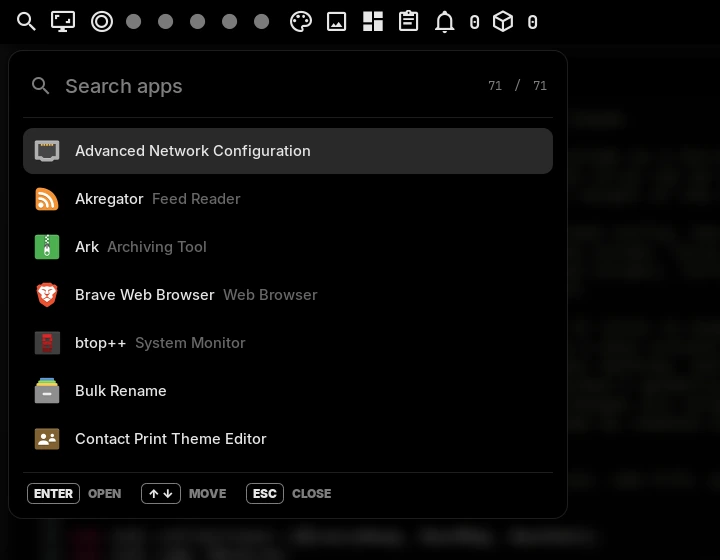 0 0
Search apps 71 / 71
Advanced Network Configuration
Akregator Feed Reader
Ark Archiving Tool
Brave Web Browser Web Browser
btop++ System Monitor
Bulk Rename
Contact Print Theme Editor
ENTER OPEN ↑↓ MOVE ESC CLOSE